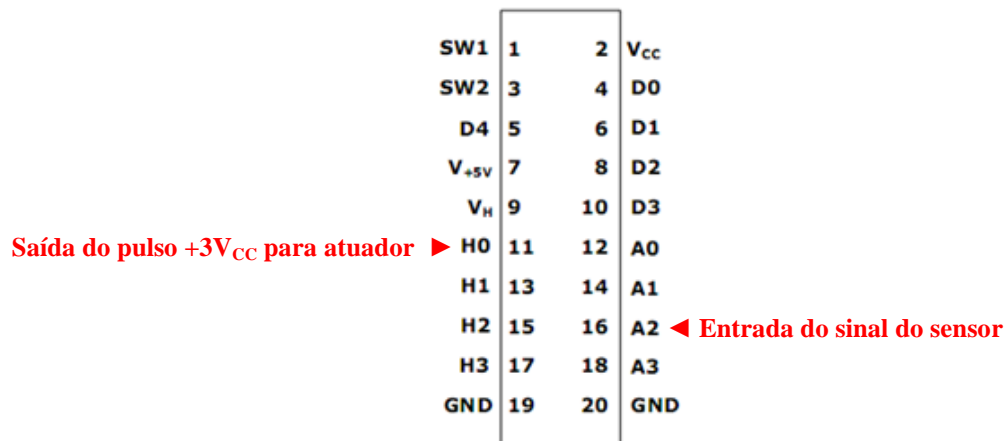 SW1 1 2 VCC
SW2 3 4 D0
D4 5 6 D1
V+5V 7 8 D2
VH 9 10 D3
Saída do pulso +3VCC para atuador ► H0 11 12 A0
H1 13 14 A1
H2 15 16 A2 ◄ Entrada do sinal do sensor
H3 17 18 A3
GND 19 20 GND